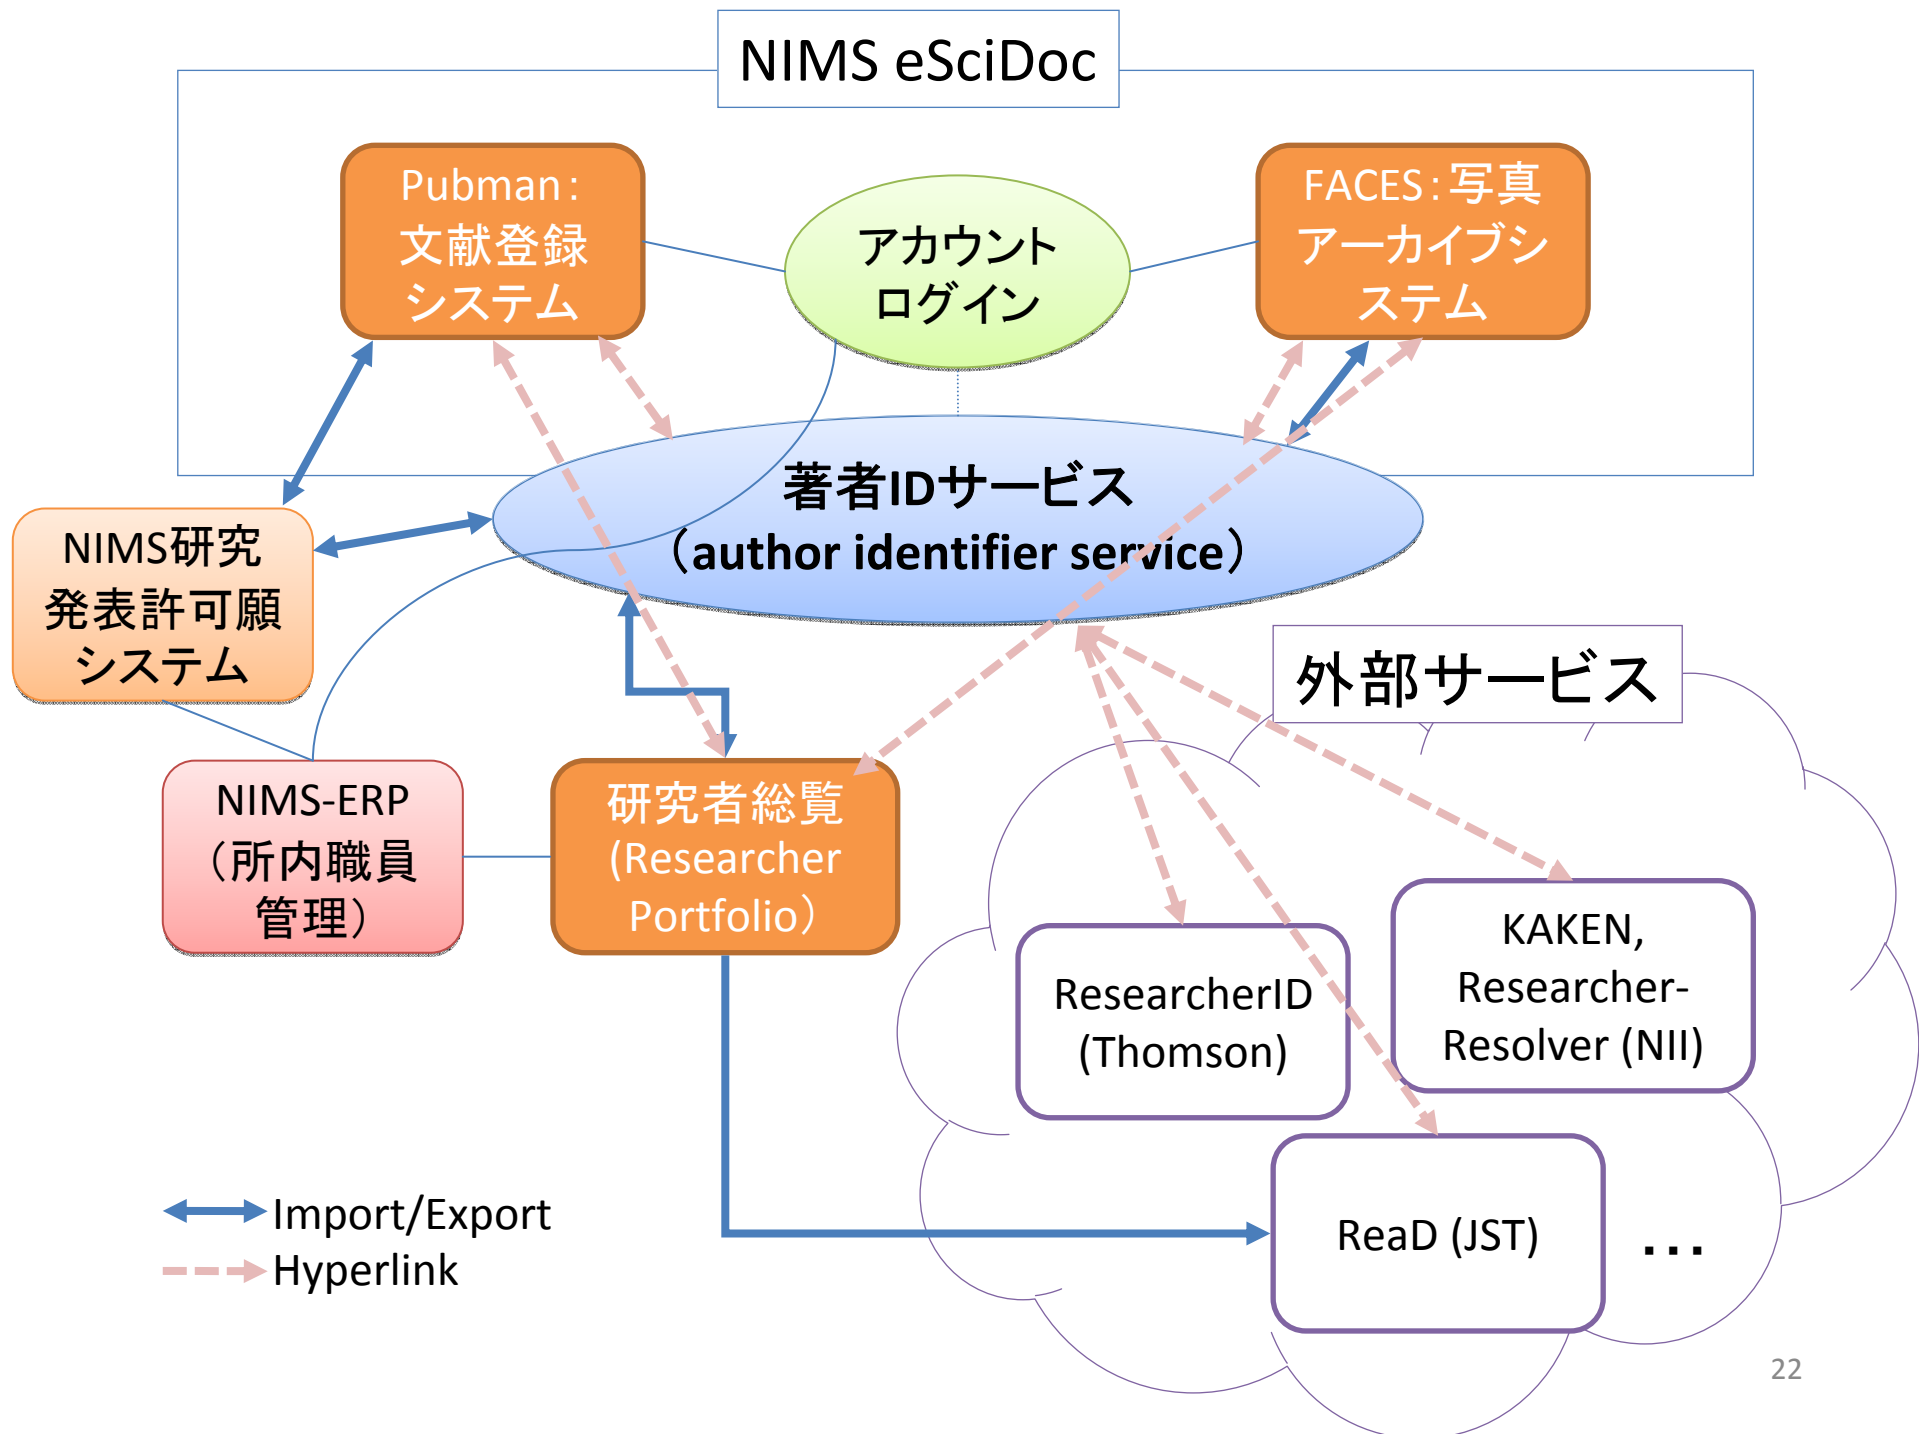 NIMS eSciDoc
Pubman：
文献登録
システム
アカウント
ログイン
FACES：写真
アーカイブシ
ステム
著者IDサービス
（author identifier service）
NIMS研究
発表許可願
システム
外部サービス
NIMS-ERP
（所内職員
管理）
研究者総覧
(Researcher
Portfolio）
ResearcherID
(Thomson)
KAKEN,
Researcher-
Resolver (NII)
ReaD (JST)
…
Import/Export
Hyperlink
22